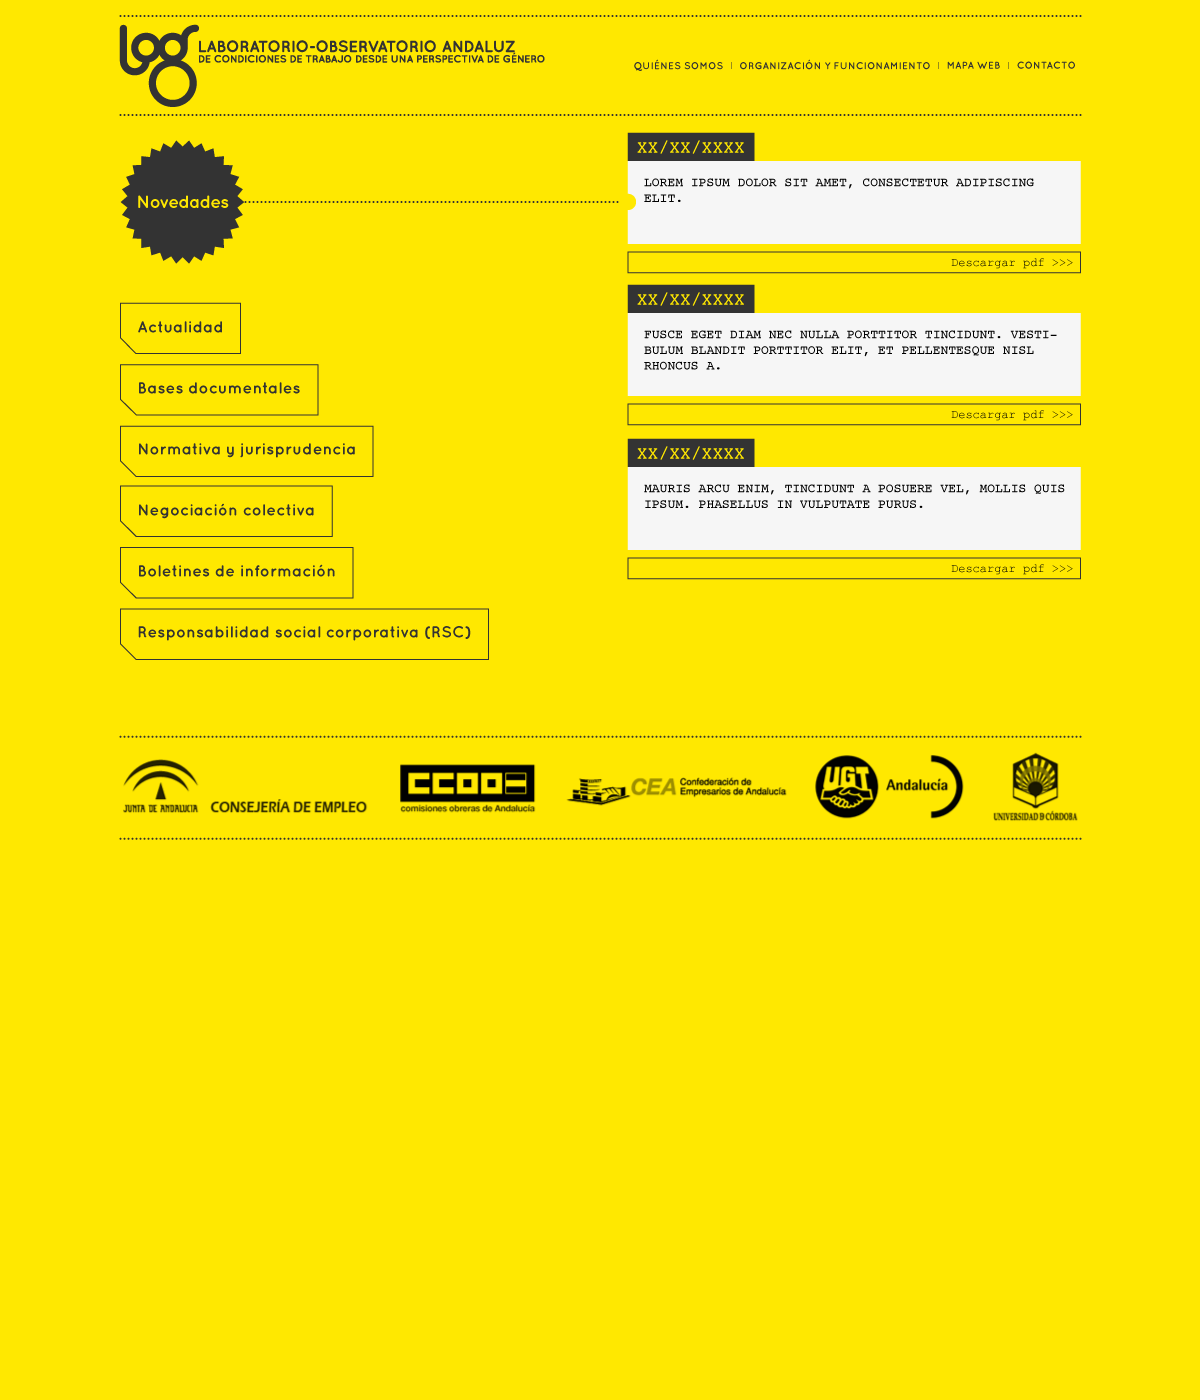 log
LABORATORIO-OBSERVATORIO ANDALUZ
DE CONDICIONES DE TRABAJO DESDE UNA PERSPECTIVA DE GÉNERO
QUIÉNES SOMOS | ORGANIZACIÓN Y FUNCIONAMIENTO | MAPA WEB | CONTACTO
Novedades
XX/XX/XXXX
LOREM IPSUM DOLOR SIT AMET, CONSECTETUR ADIPISCING
ELIT.
Descargar pdf >>>
XX/XX/XXXX
FUSCE EGET DIAM NEC NULLA PORTTITOR TINCIDUNT. VESTI-
BULUM BLANDIT PORTTITOR ELIT, ET PELLENTESQUE NISL
RHONCUS A.
Descargar pdf >>>
XX/XX/XXXX
MAURIS ARCU ENIM, TINCIDUNT A POSUERE VEL, MOLLIS QUIS
IPSUM. PHASELLUS IN VULPUTATE PURUS.
Descargar pdf >>>
Actualidad
Bases documentales
Normativa y jurisprudencia
Negociación colectiva
Boletines de información
Responsabilidad social corporativa (RSC)
JUNTA DE ANDALUCIA CONSEJERÍA DE EMPLEO
CCOO
comisiones obreras de Andalucía
CEA Confederación de
Empresarios de Andalucía
UGT Andalucía
UNIVERSIDAD DE CÓRDOBA